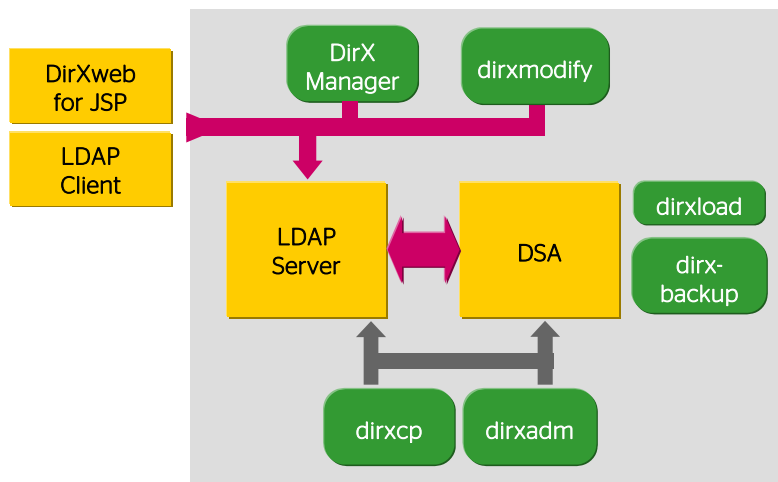 DirXweb
for JSP
LDAP
Client
DirX
Manager
dirxmodify
LDAP
Server
DSA
dirxload
dirx-
backup
dirxcp
dirxadm